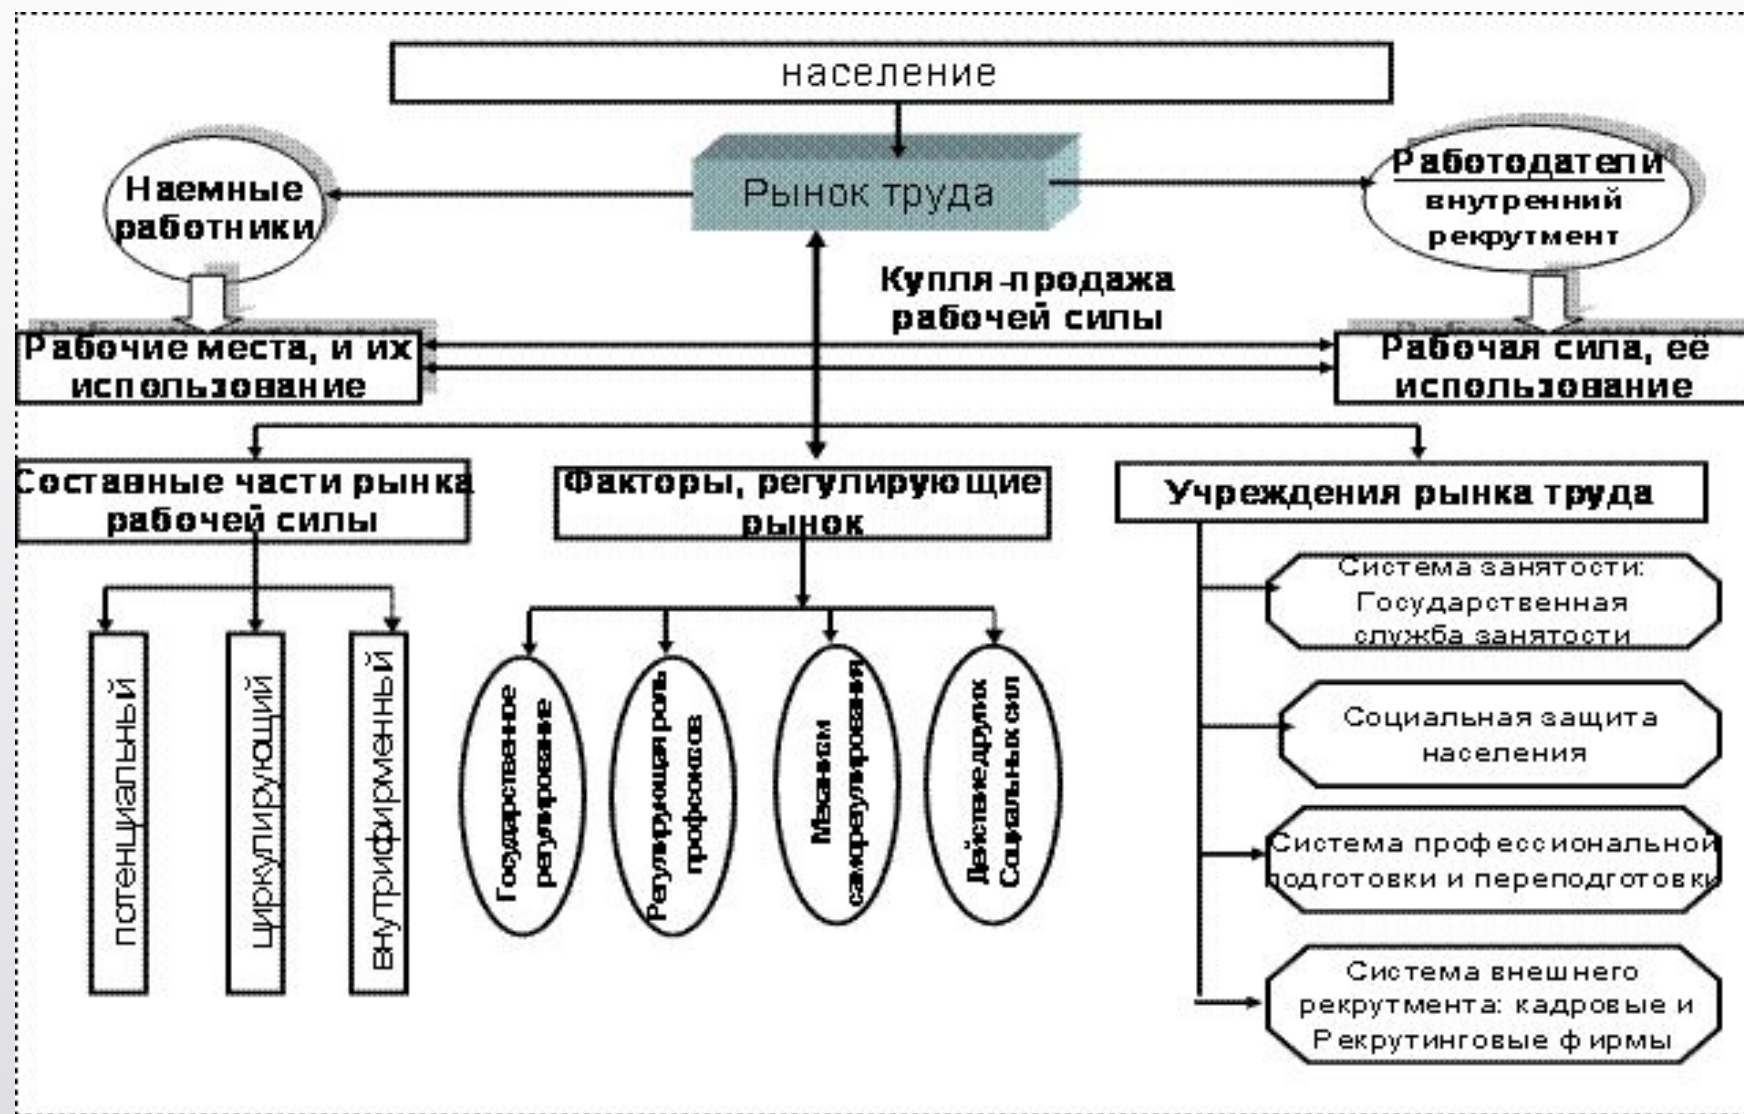 население
Рынок труда
Наемные
работники
Работодатели
внутренний
рекрутмент
Купля-продажа
рабочей силы
Рабочие места, и их
использование
Рабочая сила, её
использование
Составные части рынка
рабочей силы
Факторы, регулирующие
рынок
Учреждения рынка труда
потенциальный
циркулирующий
внутрифирменный
Государственное
регулирование
Регулирующая роль
профсоюзов
Механизм
саморегулирования
Действие других
Социальных сил
Система занятости:
Государственная
служба занятости
Социальная защита
населения
Система профессиональной
подготовки и переподготовки
Система внешнего
рекрутмента: кадровые и
Рекрутинговые фирмы